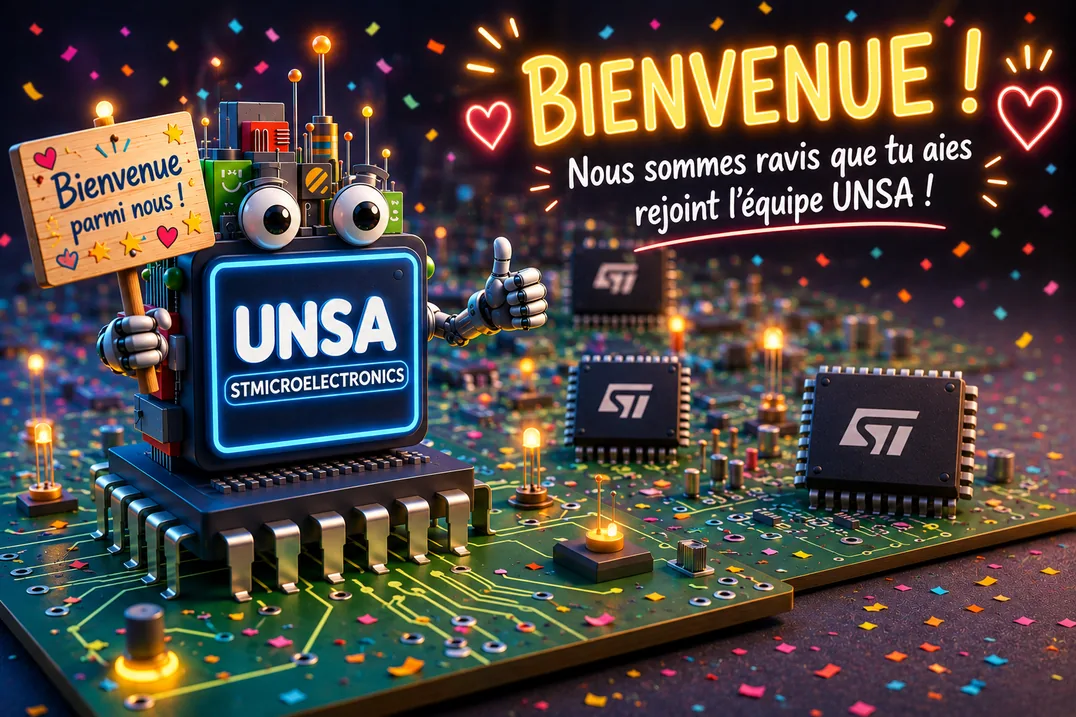 BIENVENUE !
Nous sommes ravis que tu aies
rejoint l'équipe UNSA !
Bienvenue
parmi nous !
UNSA
STMICROELECTRONICS
ST
ST
ST